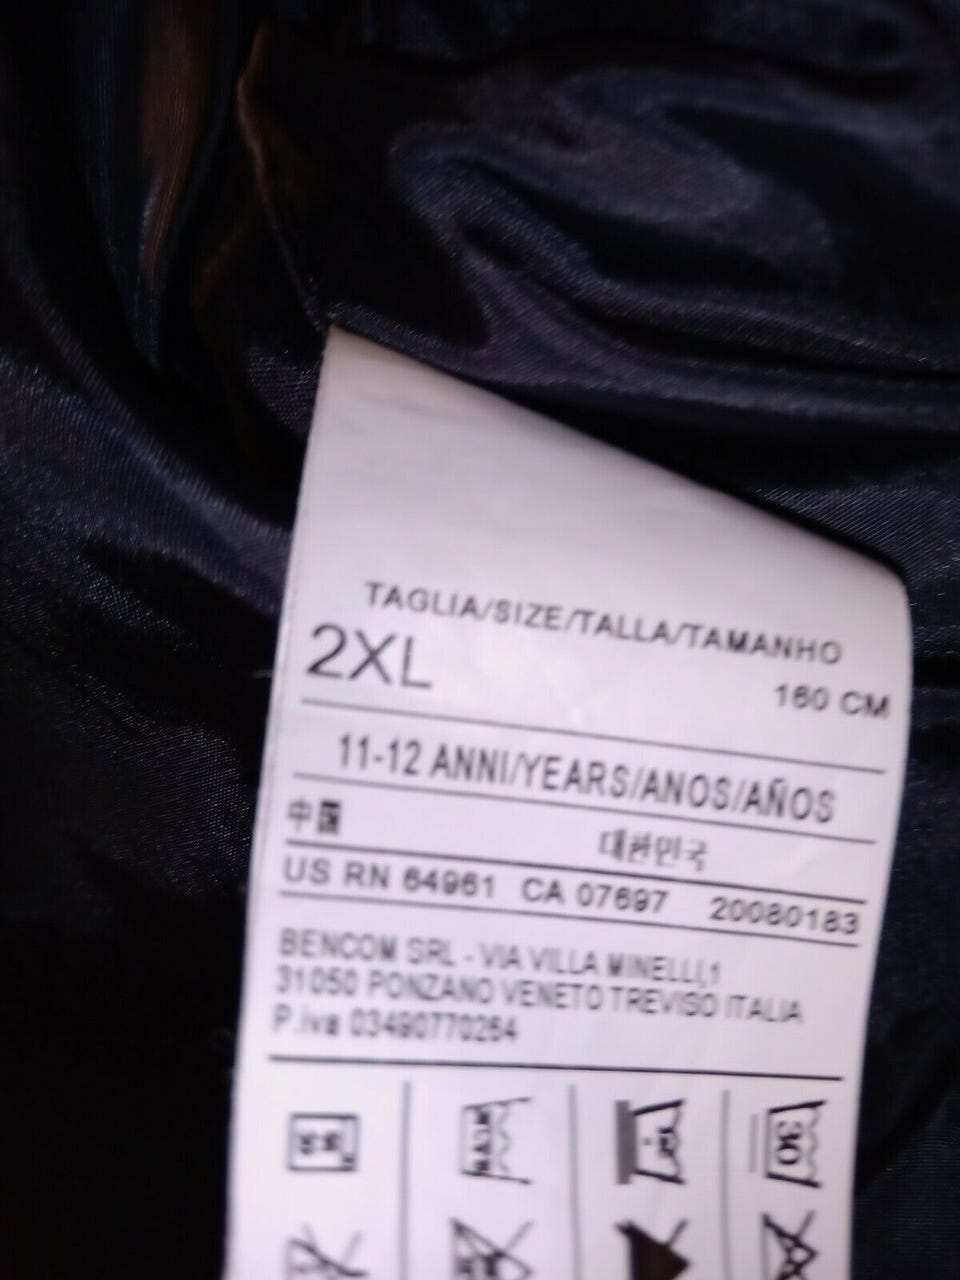 TAGLIA/SIZE/TALLA/TAMANHO
2XL 160 CM
11-12 ANNI/YEARS/ANOS/AÑOS
中国 대한민국
US RN 64961 CA 07697 20080183
BENCOM SRL - VIA VILLA MINELLI,1
31050 PONZANO VENETO TREVISO ITALIA
P.iva 03490770264
30